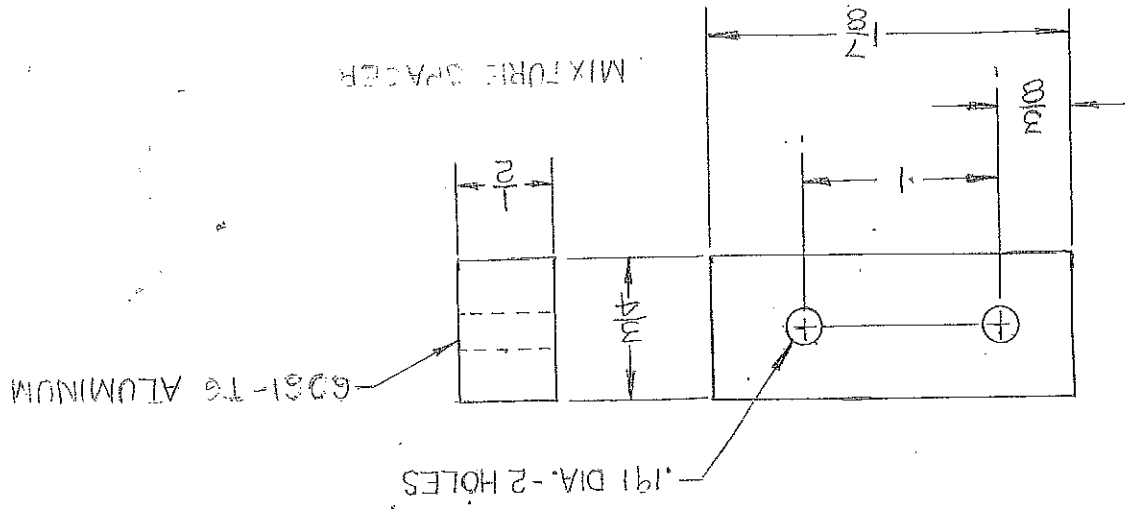 .191 DIA.-2 HOLES
6061-T6 ALUMINUM
3/4
1
1/2
3/8
MIXTURE SPACER
1 7/8